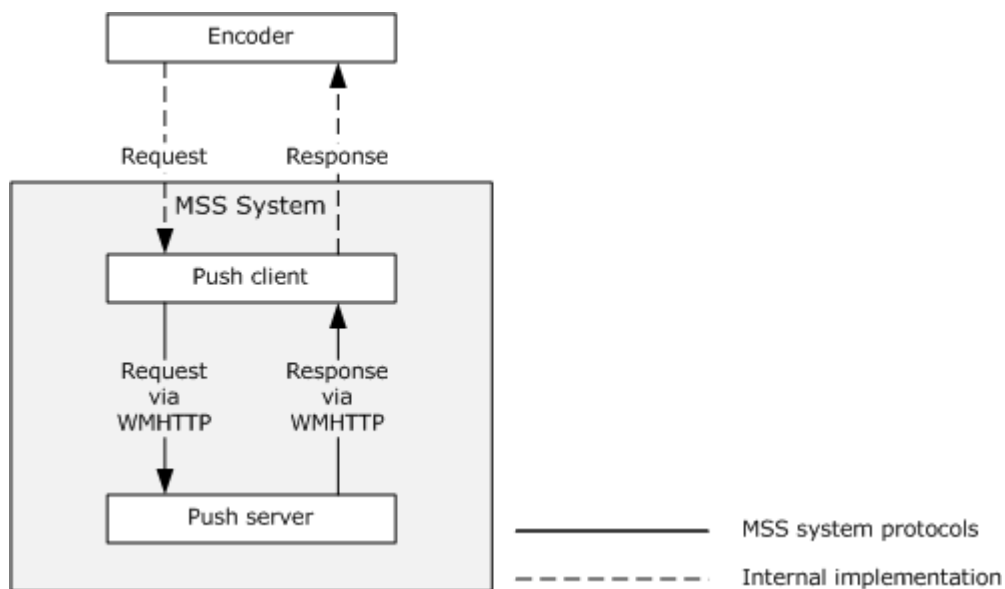 Encoder
Request
Response
MSS System
Push client
Request
via
WMHTTP
Response
via
WMHTTP
Push server
MSS system protocols
Internal implementation